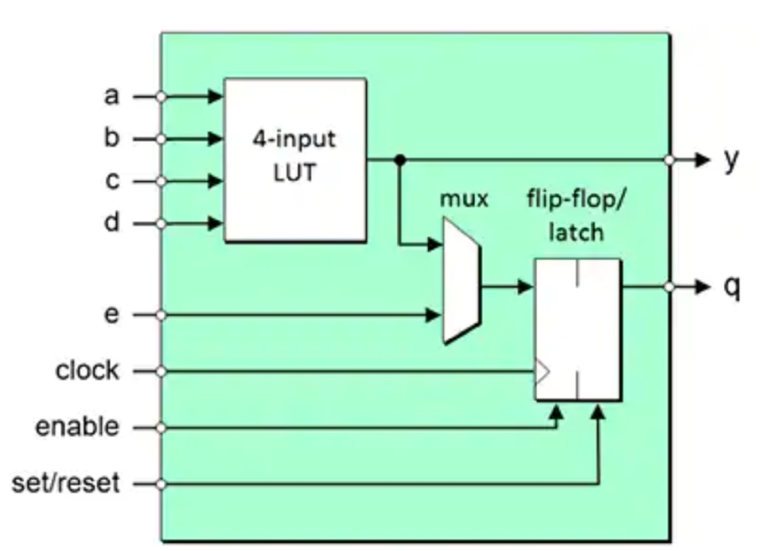 a
b
c
d
4-input
LUT
y
mux
flip-flop/
latch
q
e
clock
enable
set/reset